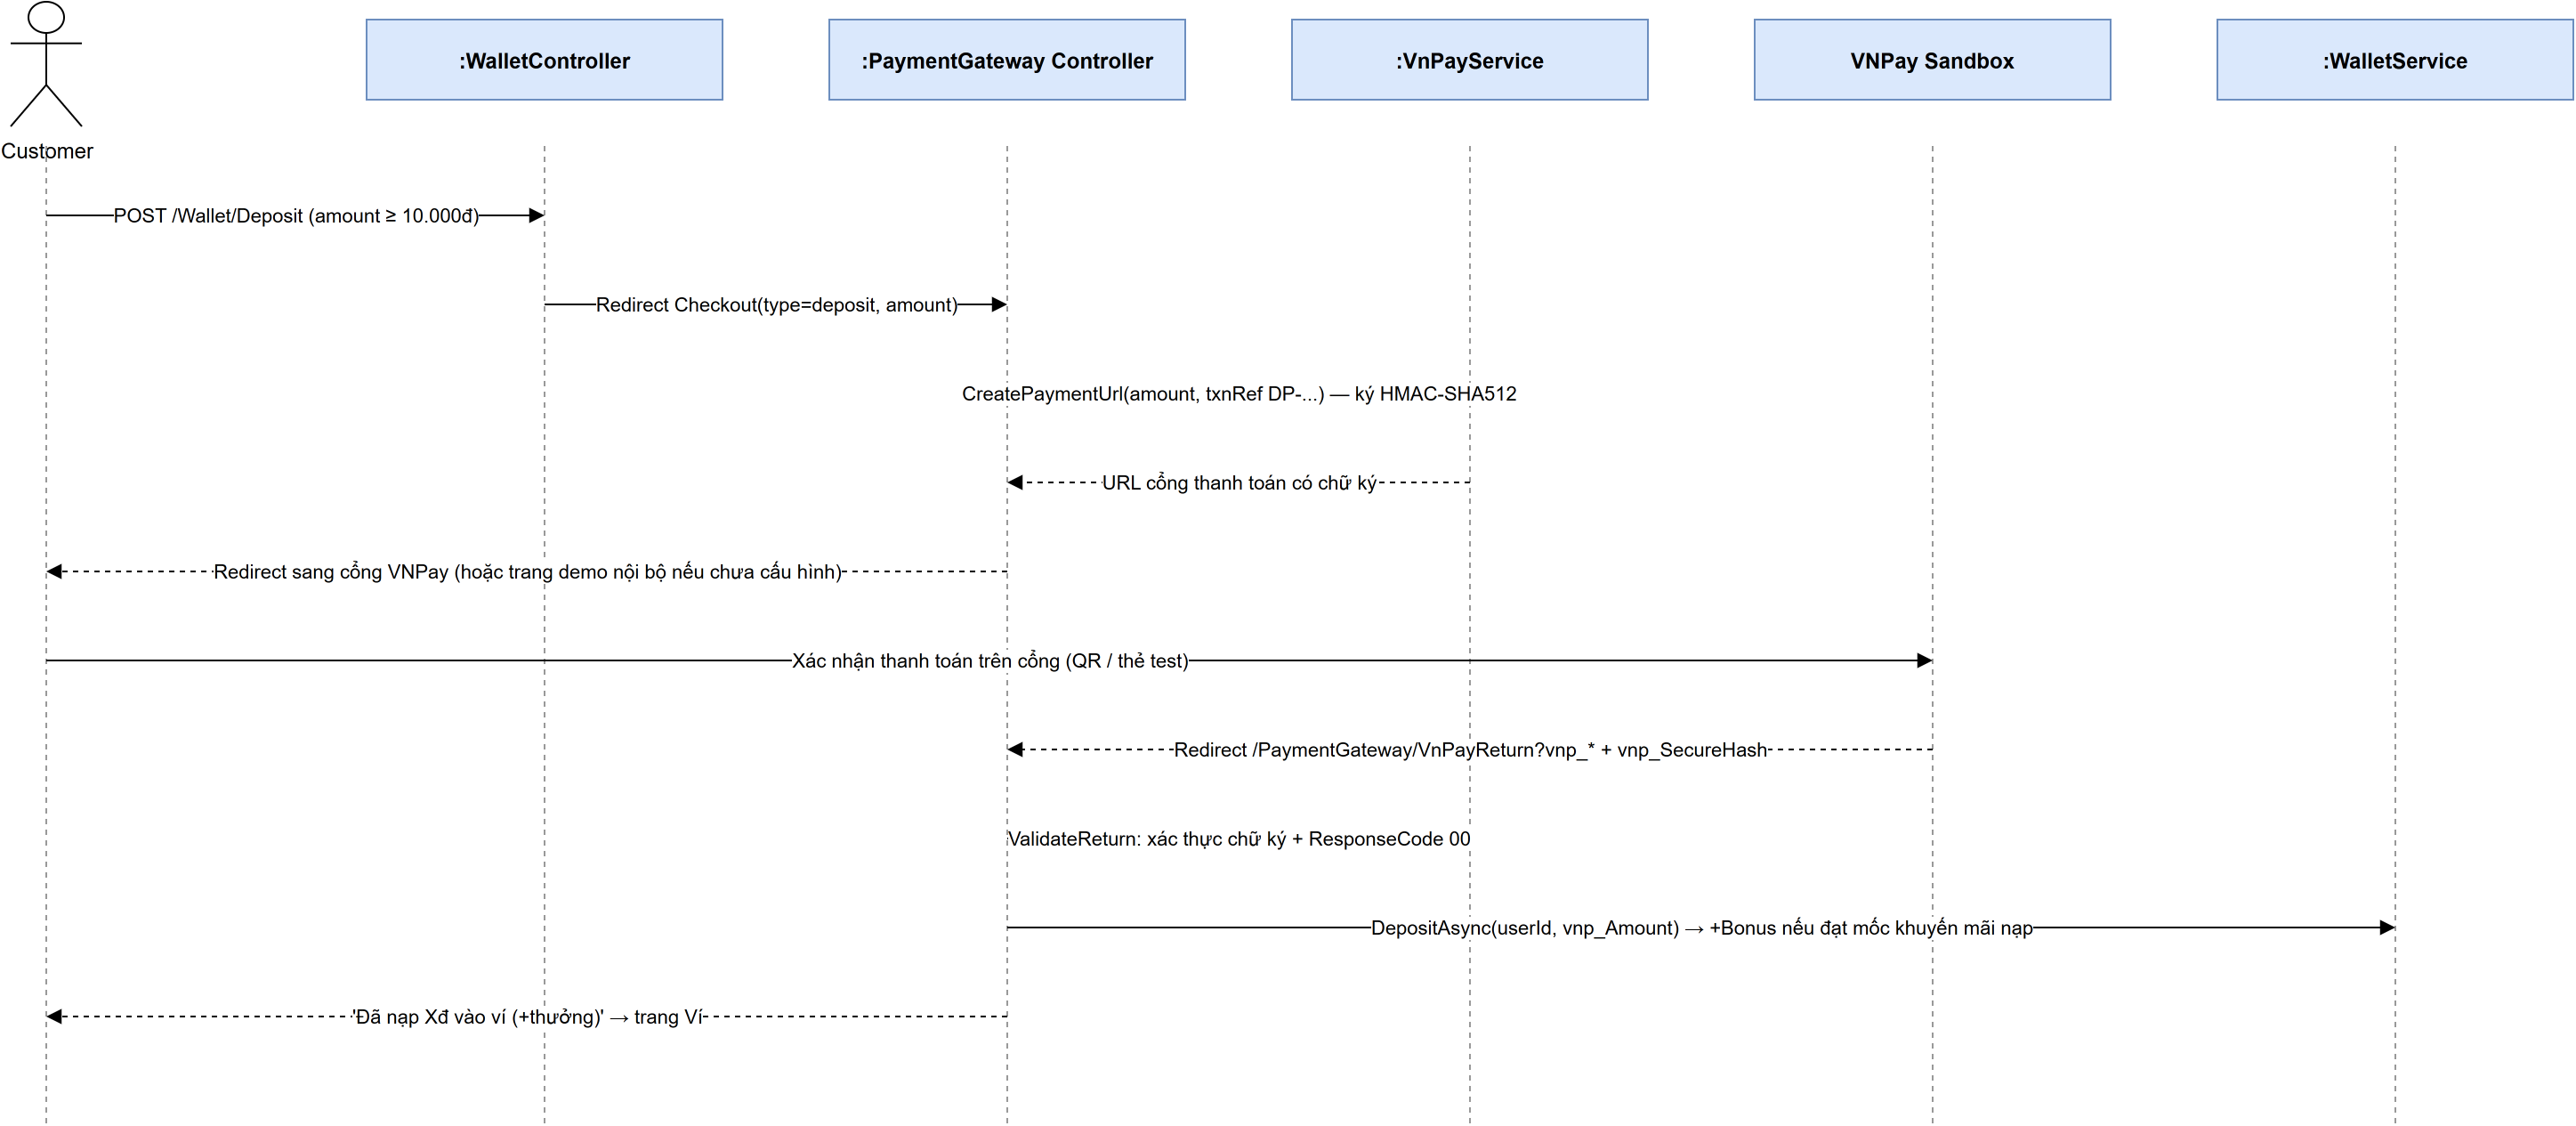 :WalletController
:PaymentGateway Controller
:VnPayService
VNPay Sandbox
:WalletService
Customer
POST /Wallet/Deposit (amount ≥ 10.000đ)
Redirect Checkout(type=deposit, amount)
CreatePaymentUrl(amount, txnRef DP-...) — ký HMAC-SHA512
URL cổng thanh toán có chữ ký
Redirect sang cổng VNPay (hoặc trang demo nội bộ nếu chưa cấu hình)
Xác nhận thanh toán trên cổng (QR / thẻ test)
Redirect /PaymentGateway/VnPayReturn?vnp_* + vnp_SecureHash
ValidateReturn: xác thực chữ ký + ResponseCode 00
DepositAsync(userId, vnp_Amount) → +Bonus nếu đạt mốc khuyến mãi nạp
'Đã nạp Xđ vào ví (+thưởng)' → trang Ví